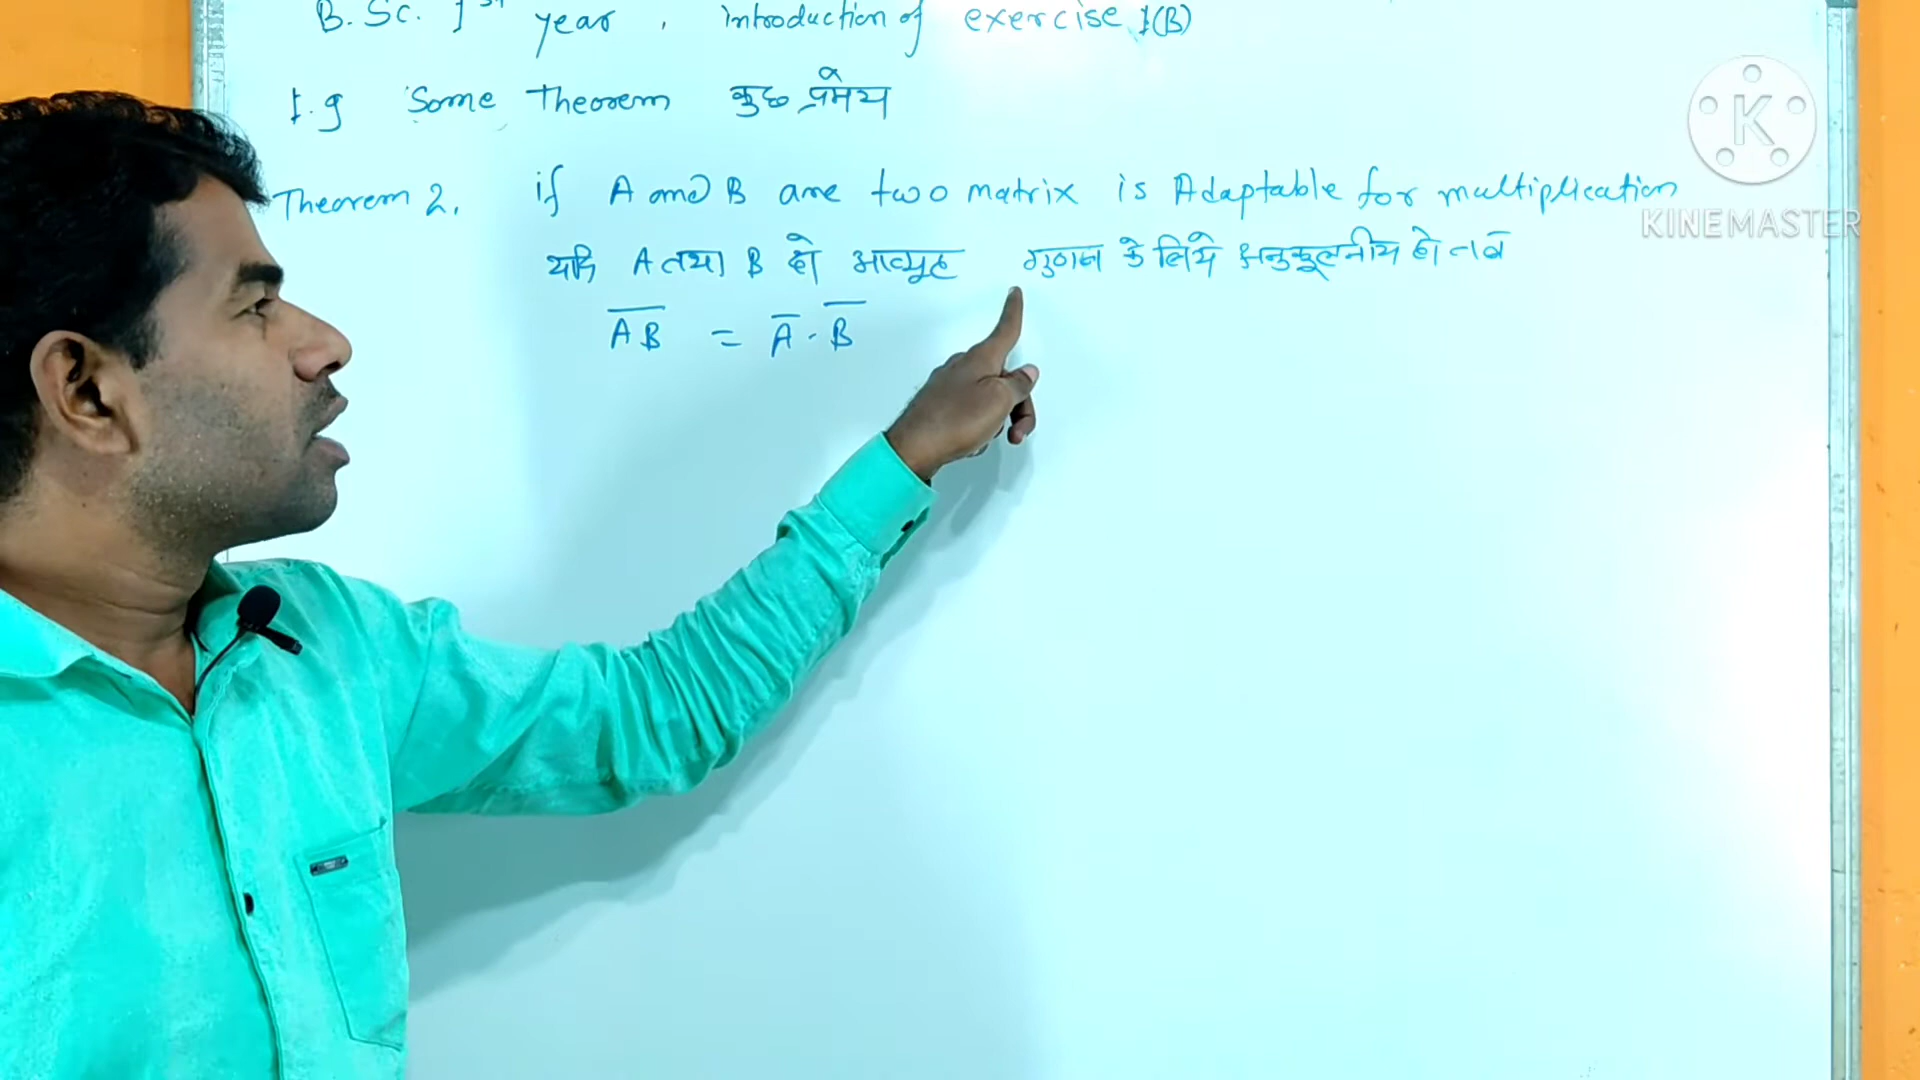 B.Sc. 1st year, introduction of exercise 1(B)
1.9 Some Theorem कुछ प्रमेय
Theorem 2. if A and B are two matrix is Adaptable for multiplication
यदि A तथा B दो आव्यूह गुणन के लिये अनुकूलनीय हो तब
A̅B̅ = A̅ · B̅
K
KINEMASTER